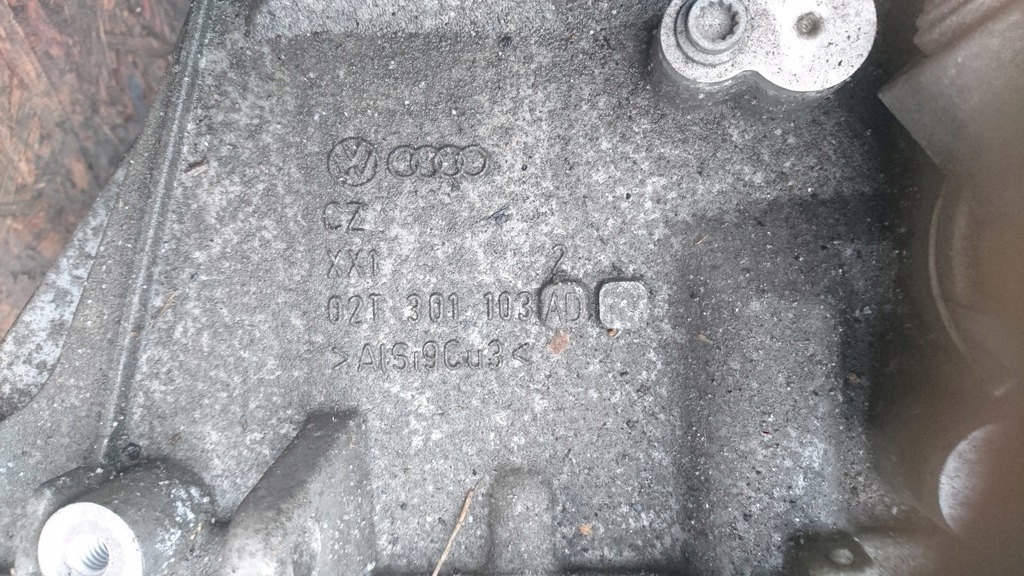 CZ
XX1 2
02T 301 103 AD
>AlSi9Cu3<